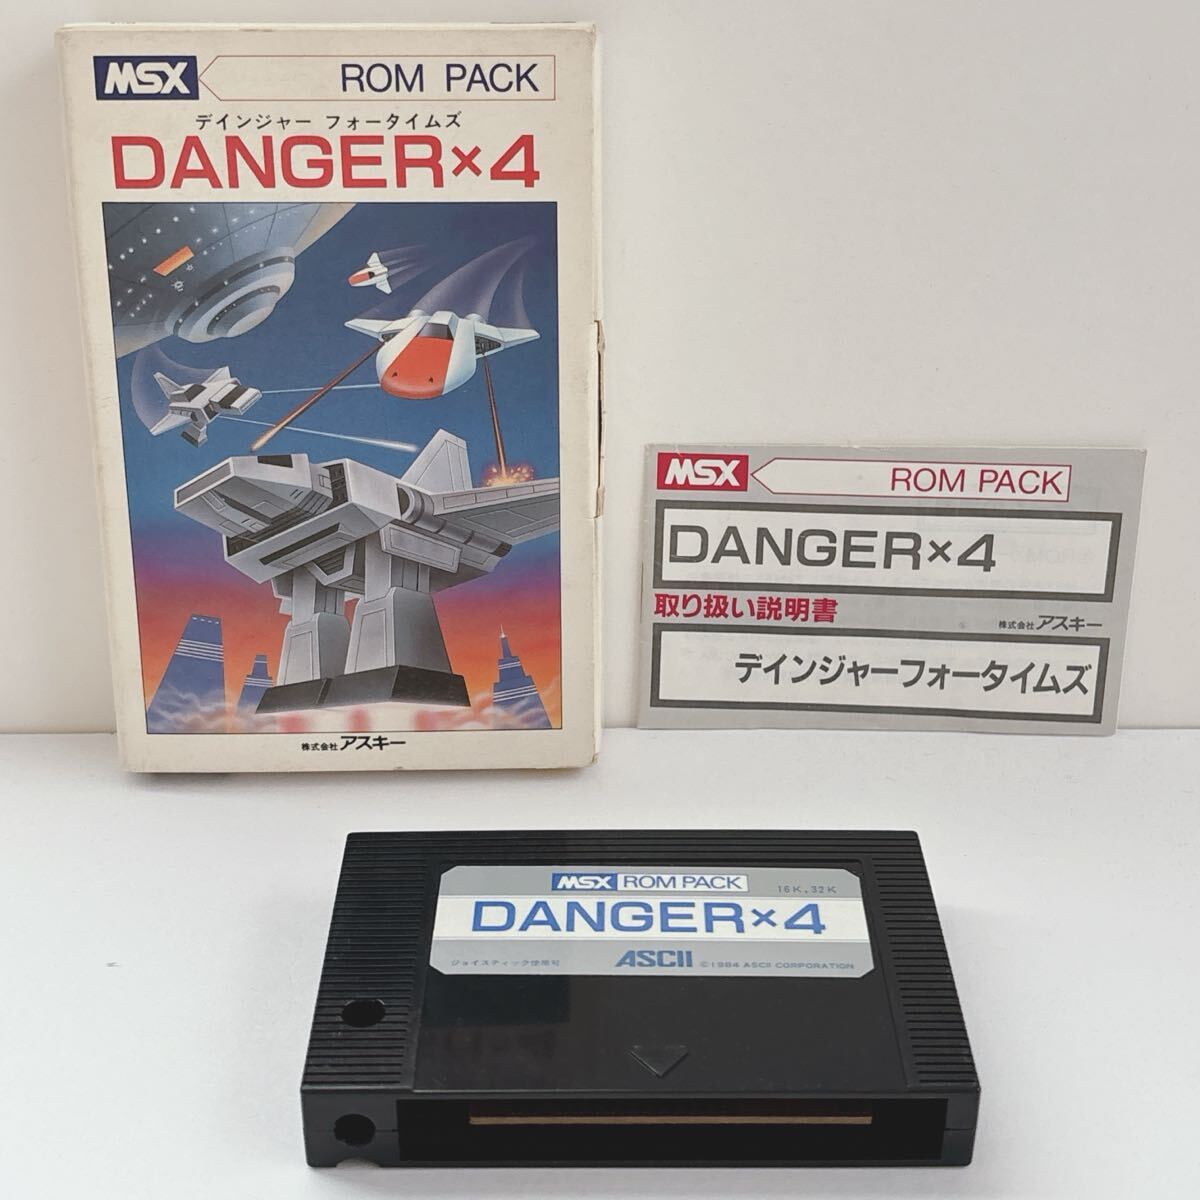 MSX ROM PACK
デインジャー フォータイムズ
DANGER×4
株式会社 アスキー
MSX ROM PACK
DANGER×4
取り扱い説明書
株式会社 アスキー
デインジャーフォータイムズ
MSX ROM PACK 16K,32K
DANGER×4
ジョイスティック使用可 ASCII ©1984 ASCII CORPORATION